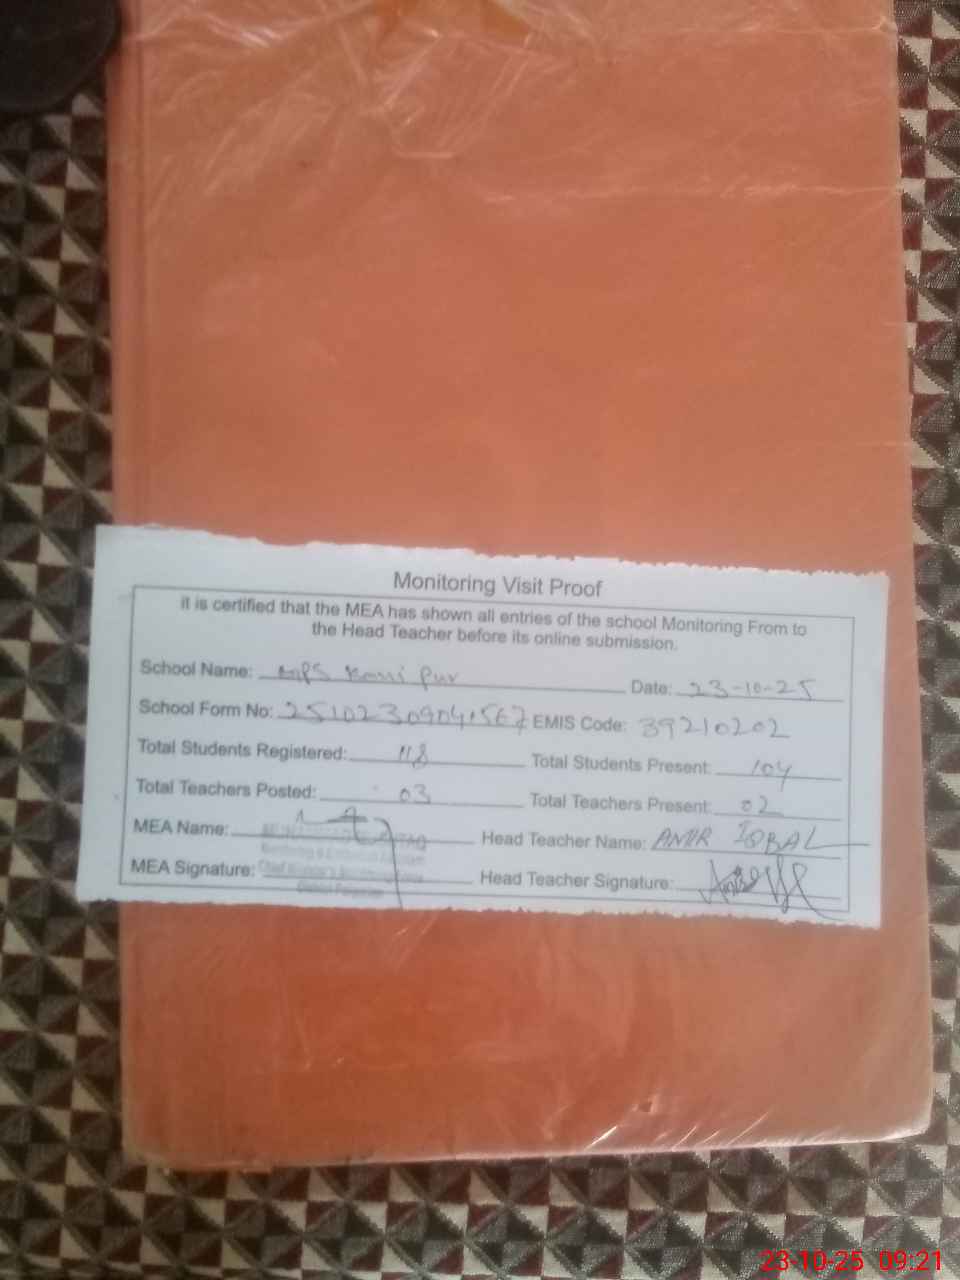 Monitoring Visit Proof
it is certified that the MEA has shown all entries of the school Monitoring From to
the Head Teacher before its online submission.
School Name: Pur Date: 23-10-25
School Form No: EMIS Code: 39210202
Total Students Registered: 118 Total Students Present: 104
Total Teachers Posted: 03 Total Teachers Present: 02
MEA Name: Head Teacher Name: AMIR IQBAL
MEA Signature: Head Teacher Signature:
23-10-25 09:21